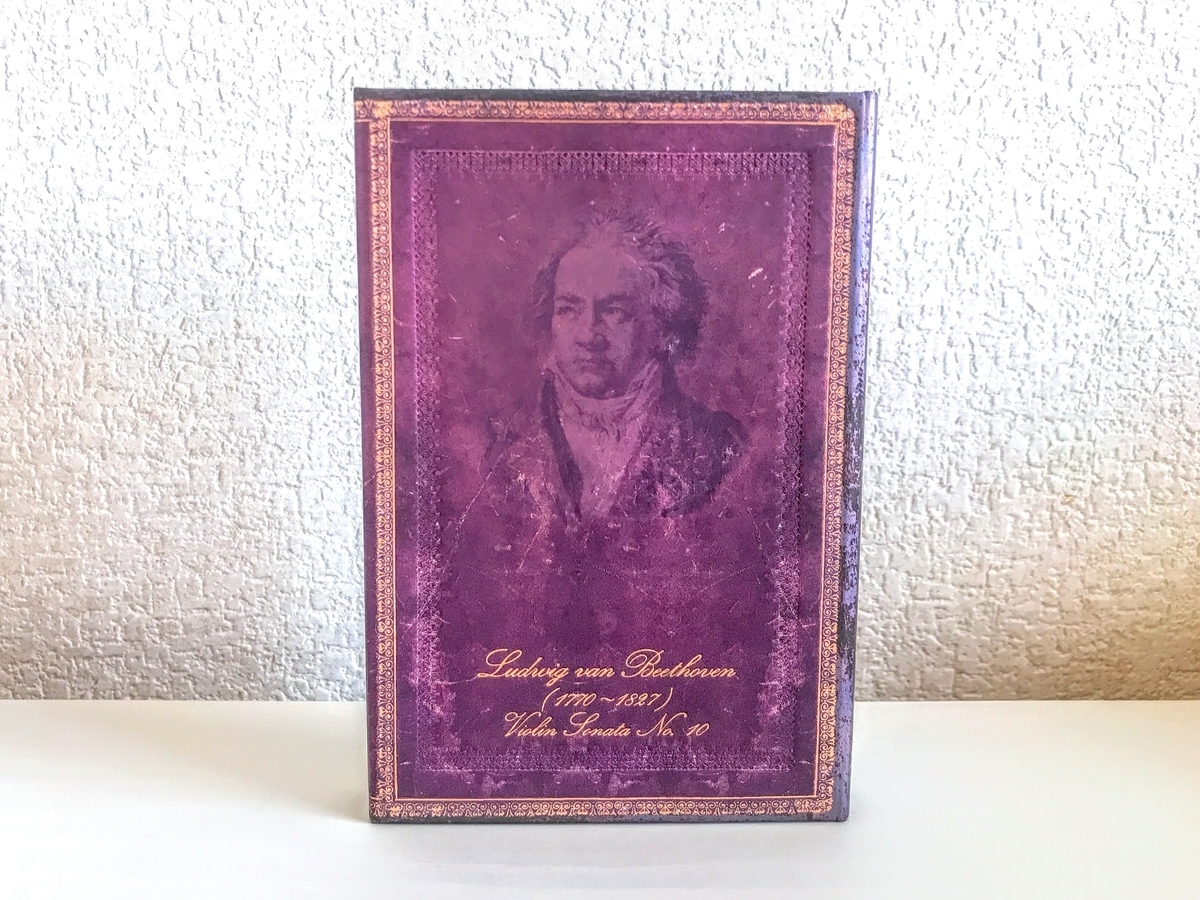 Ludwig van Beethoven
(1770~1827)
Violin Sonata No. 10